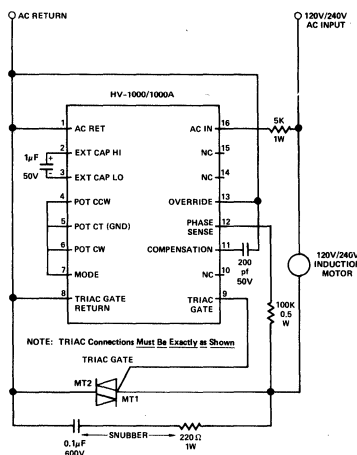 AC RETURN
120V/240V
AC INPUT
HV-1000/1000A
1 AC RET
AC IN 16
5K
1W
1µF
+
-
50V
2 EXT CAP HI
NC 15
3 EXT CAP LO
NC 14
4 POT CCW
OVERRIDE 13
5 POT CT (GND)
PHASE
SENSE 12
6 POT CW
COMPENSATION 11
200
pf
50V
7 MODE
NC 10
8 TRIAC GATE
RETURN
TRIAC
GATE 9
120V/240V
INDUCTION
MOTOR
100K
0.5
W
NOTE: TRIAC Connections Must Be Exactly as Shown
TRIAC GATE
MT2
MT1
SNUBBER
0.1µF
600V
220Ω
1W